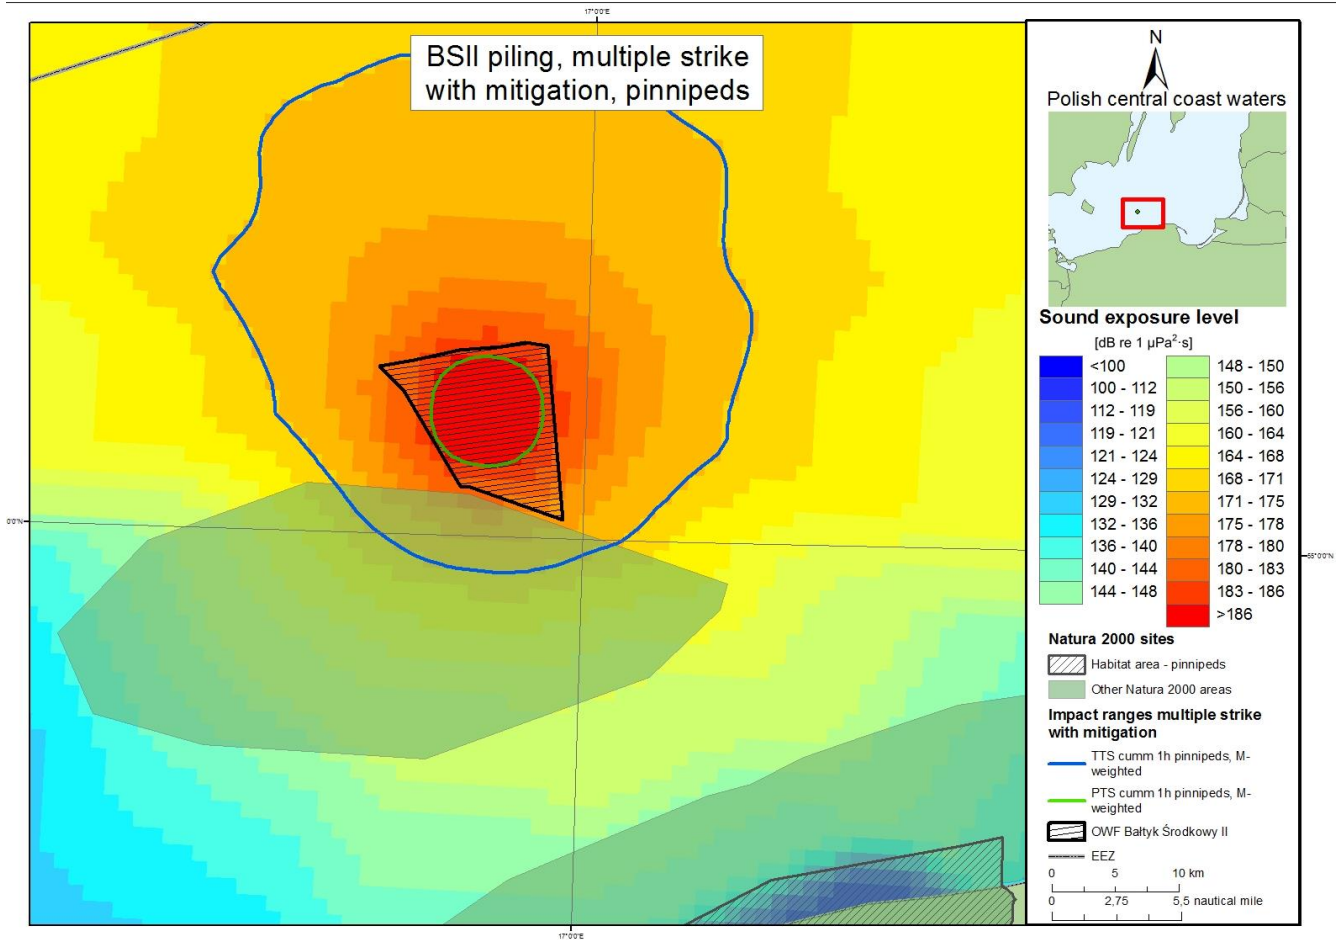 17°0'0"E
BSII piling, multiple strike
with mitigation, pinnipeds
N
Polish central coast waters
Sound exposure level
[dB re 1 µPa²·s]
<100
100 - 112
112 - 119
119 - 121
121 - 124
124 - 129
129 - 132
132 - 136
136 - 140
140 - 144
144 - 148
148 - 150
150 - 156
156 - 160
160 - 164
164 - 168
168 - 171
171 - 175
175 - 178
178 - 180
180 - 183
183 - 186
>186
0'0"N
55°0'0"N
Natura 2000 sites
Habitat area - pinnipeds
Other Natura 2000 areas
Impact ranges multiple strike
with mitigation
TTS cumm 1h pinnipeds, M-
weighted
PTS cumm 1h pinnipeds, M-
weighted
OWF Bałtyk Środkowy II
EEZ
0 5 10 km
0 2,75 5,5 nautical mile
17°0'0"E